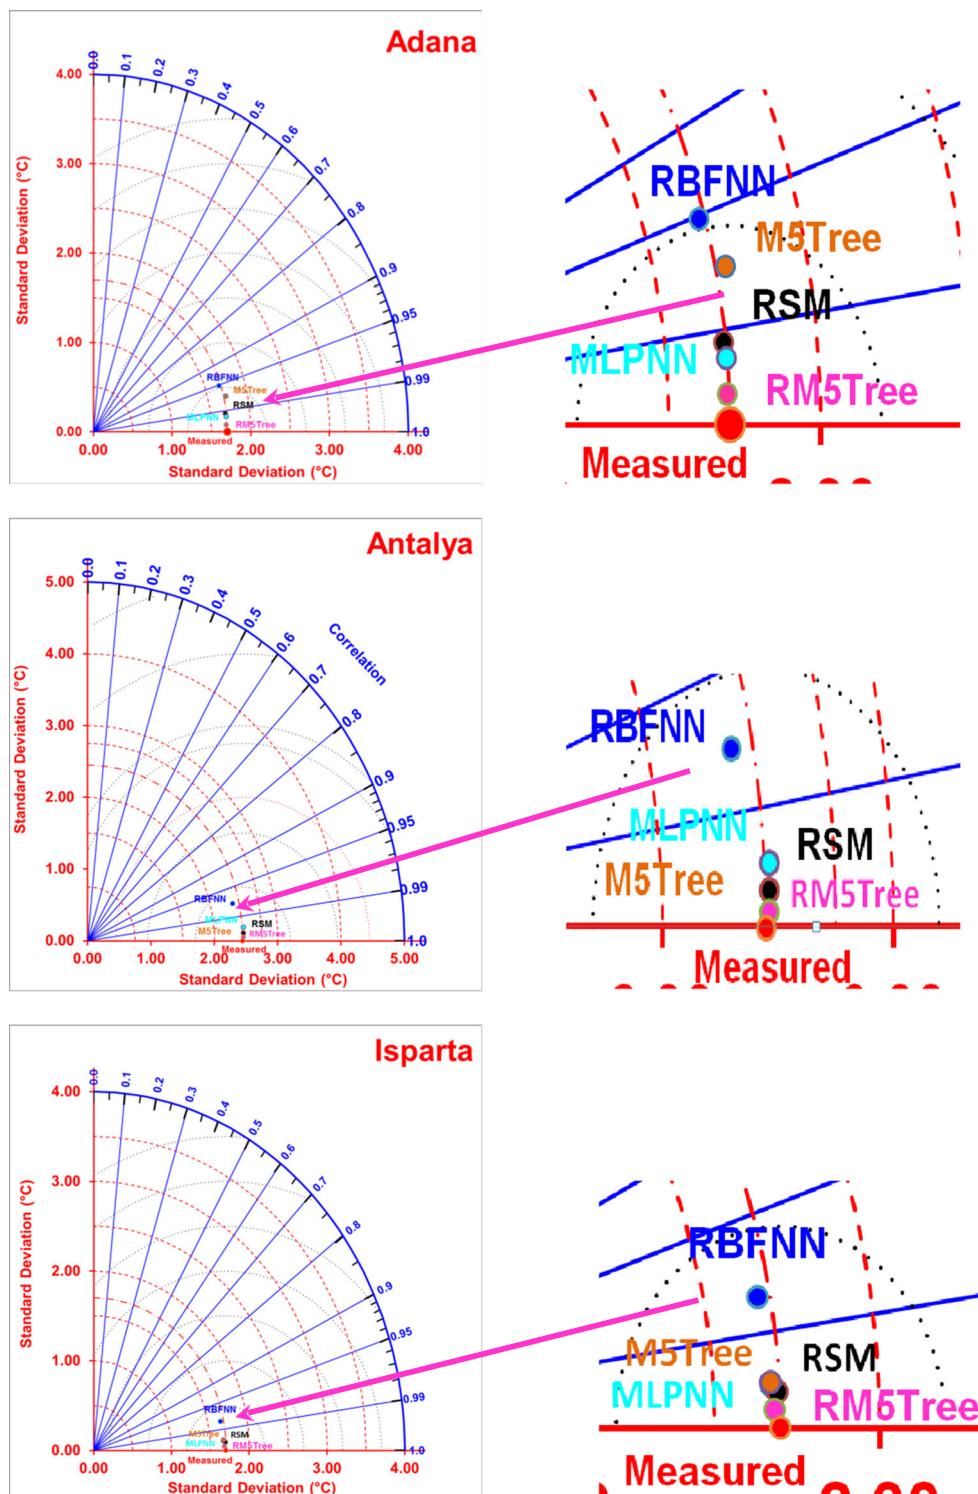 Adana
4.00
3.00
2.00
1.00
0.00
Standard Deviation (°C)
0.0
0.1
0.2
0.3
0.4
0.5
0.6
0.7
0.8
0.9
0.95
0.99
1.0
RBFNN
M5Tree
RSM
MLPNN
RM5Tree
Measured
0.00 1.00 2.00 3.00 4.00
Standard Deviation (°C)
RBFNN
M5Tree
RSM
MLPNN
RM5Tree
Measured
Antalya
5.00
4.00
3.00
2.00
1.00
0.00
Standard Deviation (°C)
0.0
0.1
0.2
0.3
0.4
0.5
0.6
0.7
0.8
0.9
0.95
0.99
1.0
Correlation
RBFNN
MLPNN
RSM
M5Tree
RM5Tree
Measured
0.00 1.00 2.00 3.00 4.00 5.00
Standard Deviation (°C)
RBFNN
MLPNN
RSM
M5Tree
RM5Tree
Measured
Isparta
4.00
3.00
2.00
1.00
0.00
Standard Deviation (°C)
0.0
0.1
0.2
0.3
0.4
0.5
0.6
0.7
0.8
0.9
0.95
0.99
1.0
RBFNN
M5Tree
RSM
MLPNN
RM5Tree
Measured
0.00 1.00 2.00 3.00 4.00
Standard Deviation (°C)
RBFNN
M5Tree
RSM
MLPNN
RM5Tree
Measured